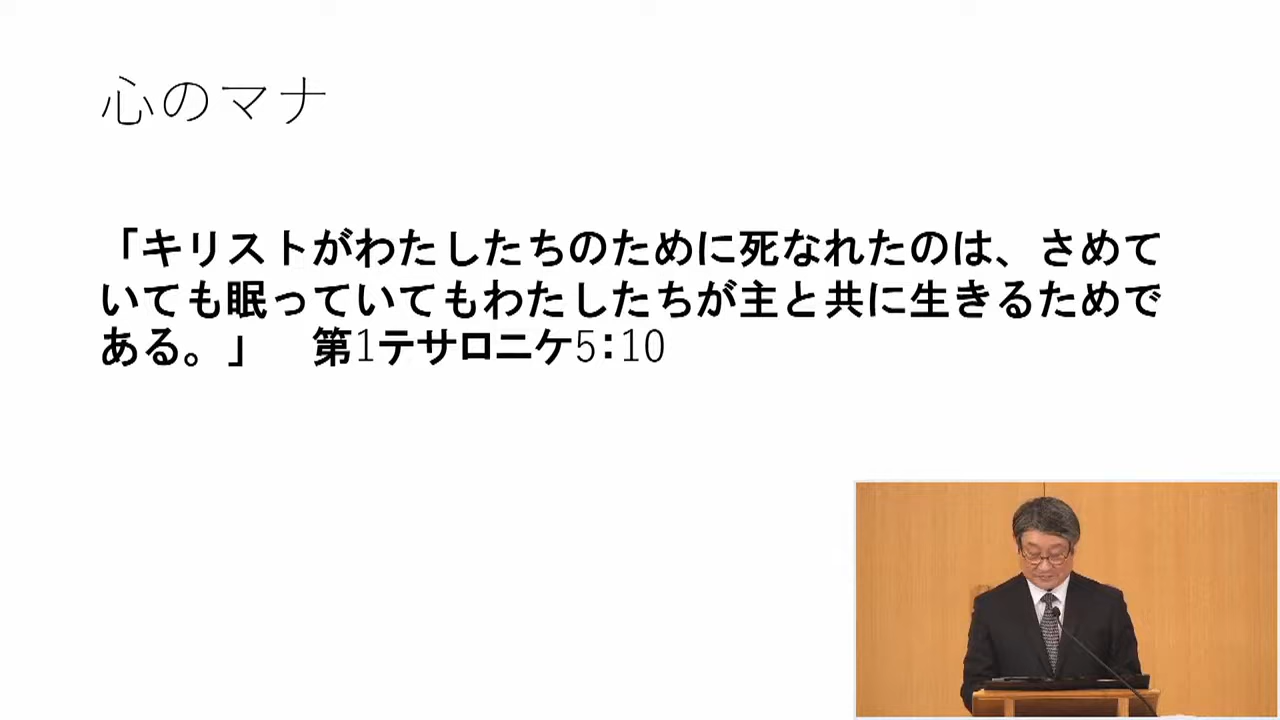 心のマナ
「キリストがわたしたちのために死なれたのは、さめて
いても眠っていてもわたしたちが主と共に生きるためで
ある。」　第1テサロニケ5:10